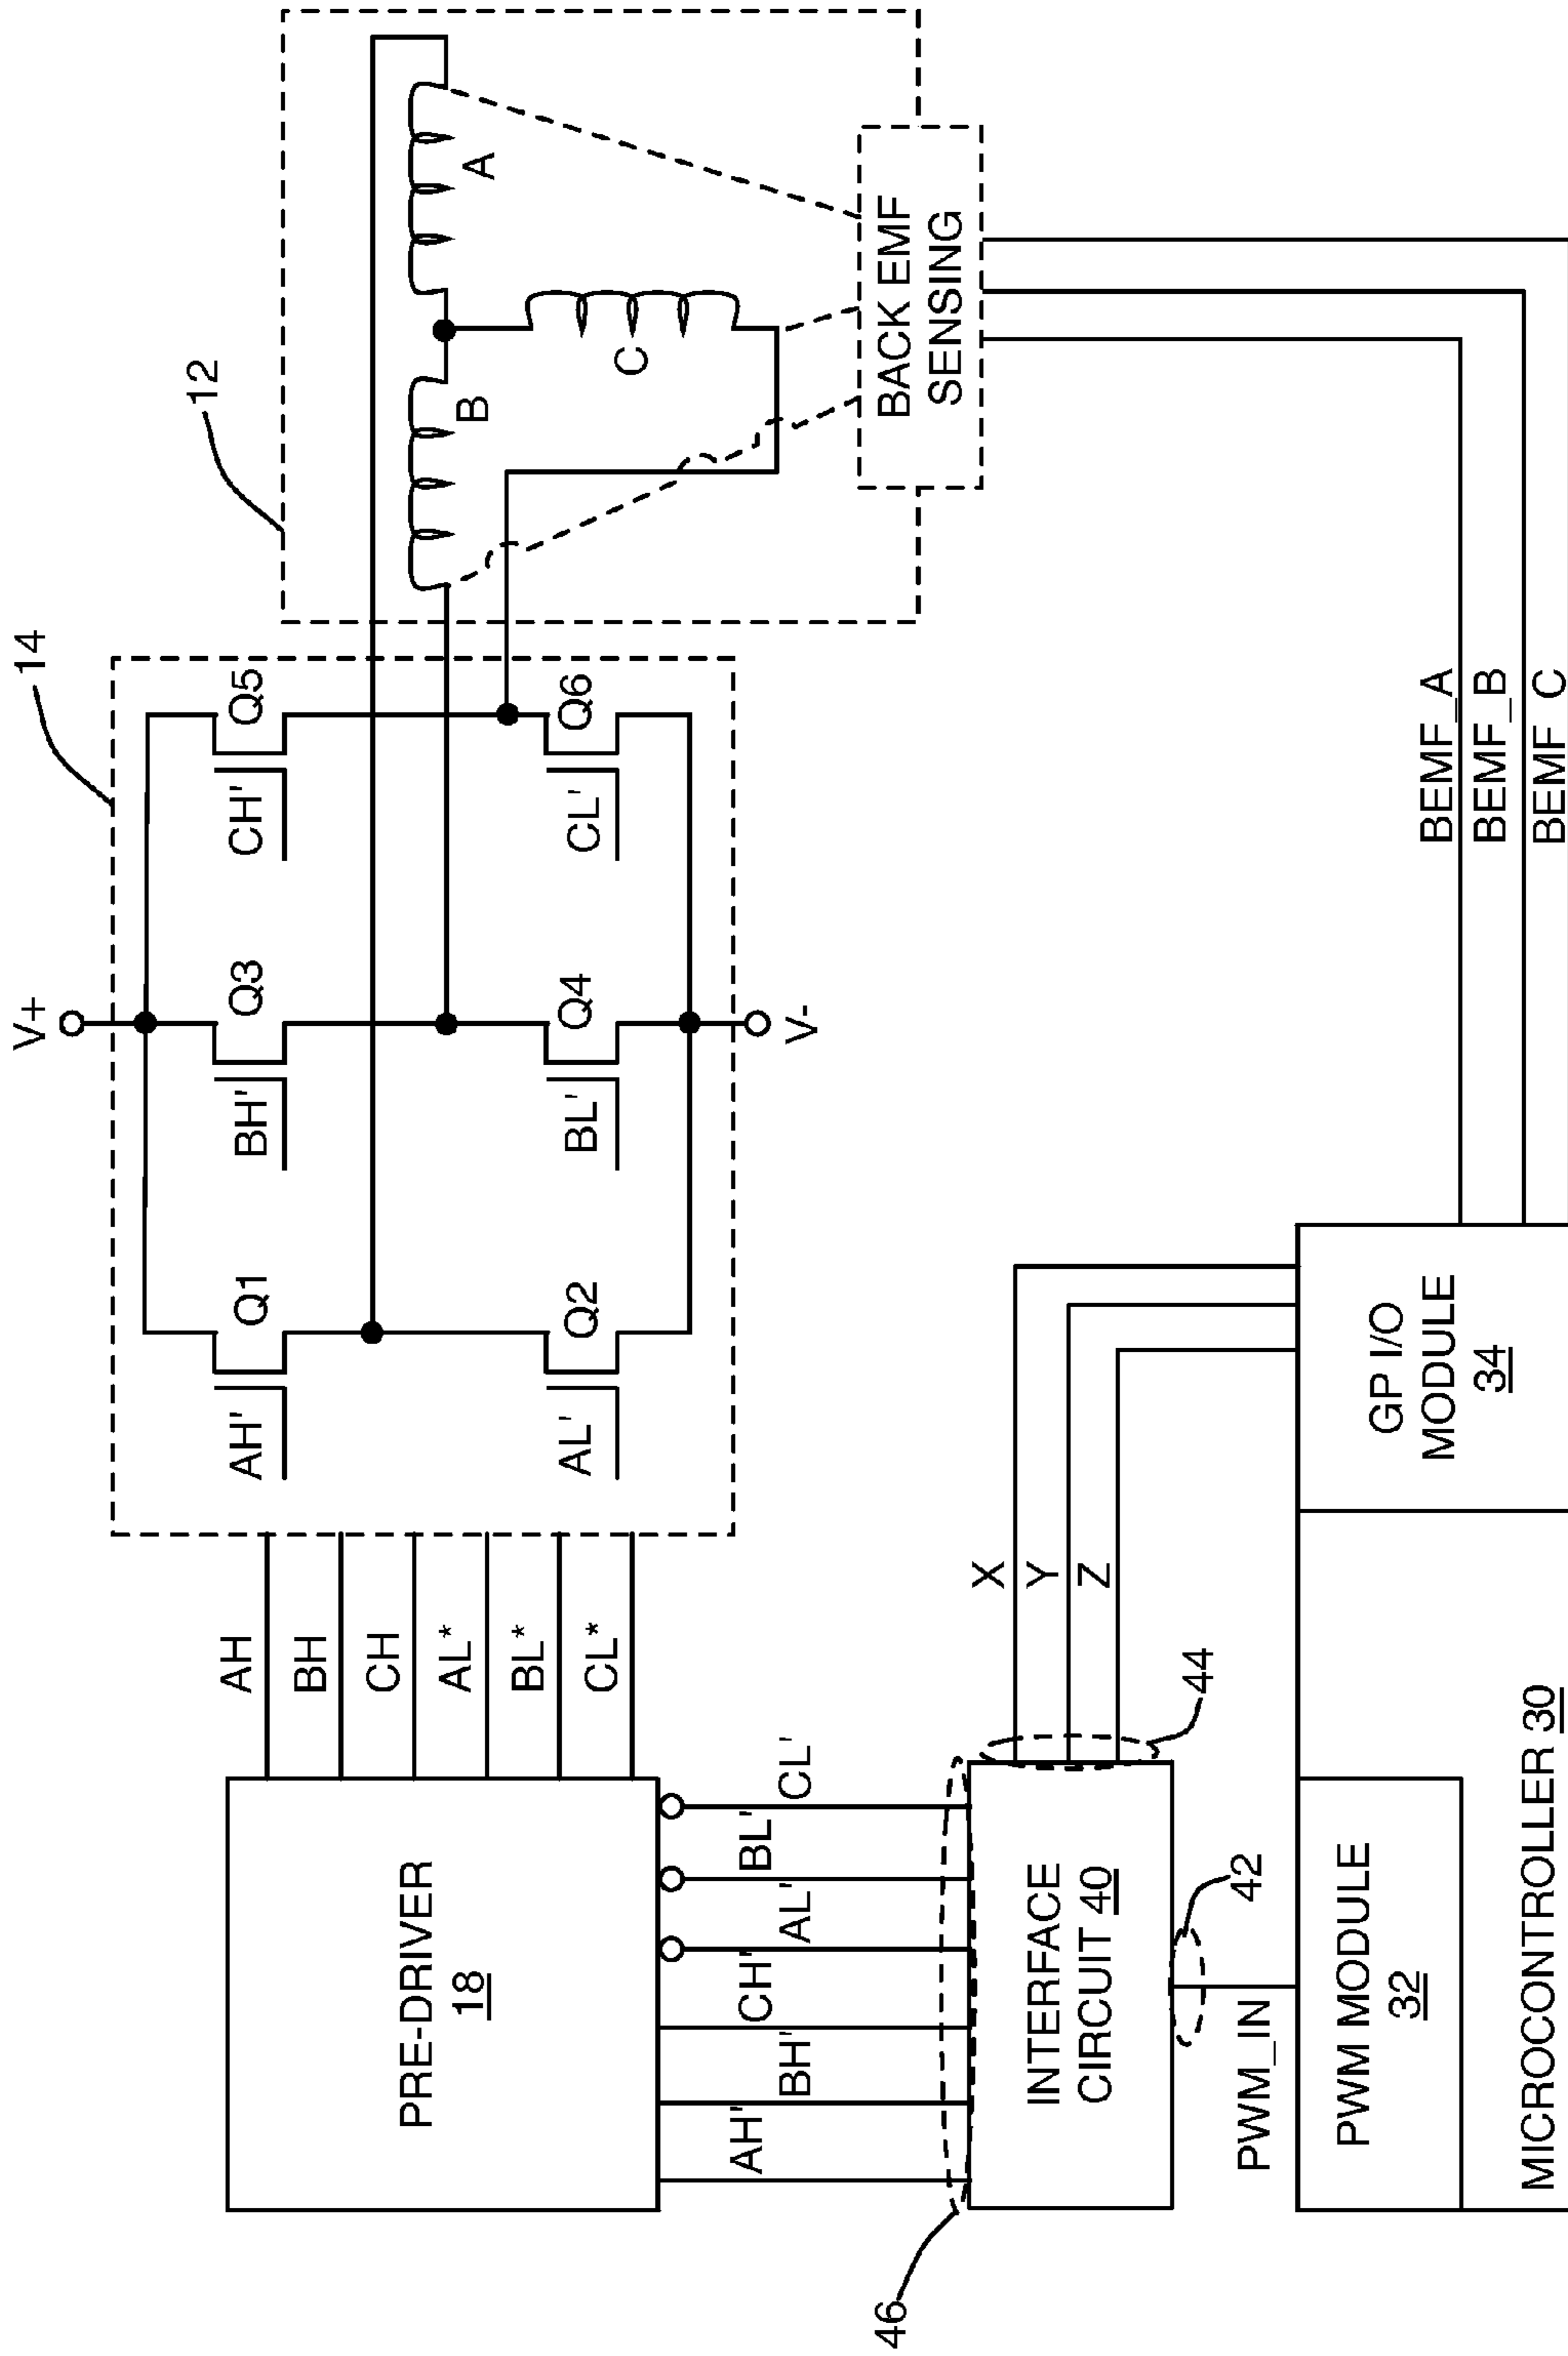 12
14
V+
Q1
Q3
Q5
AH'
BH'
CH'
Q2
Q4
Q6
AL'
BL'
CL'
V-
A
B
C
BACK EMF
SENSING
AH
BH
CH
AL*
BL*
CL*
PRE-DRIVER
18
AH'
BH'
CH'
AL'
BL'
CL'
46
INTERFACE
CIRCUIT 40
44
42
X
Y
Z
PWM_IN
PWM MODULE
32
MICROCONTROLLER 30
GP I/O
MODULE
34
BEMF_A
BEMF_B
BEMF_C